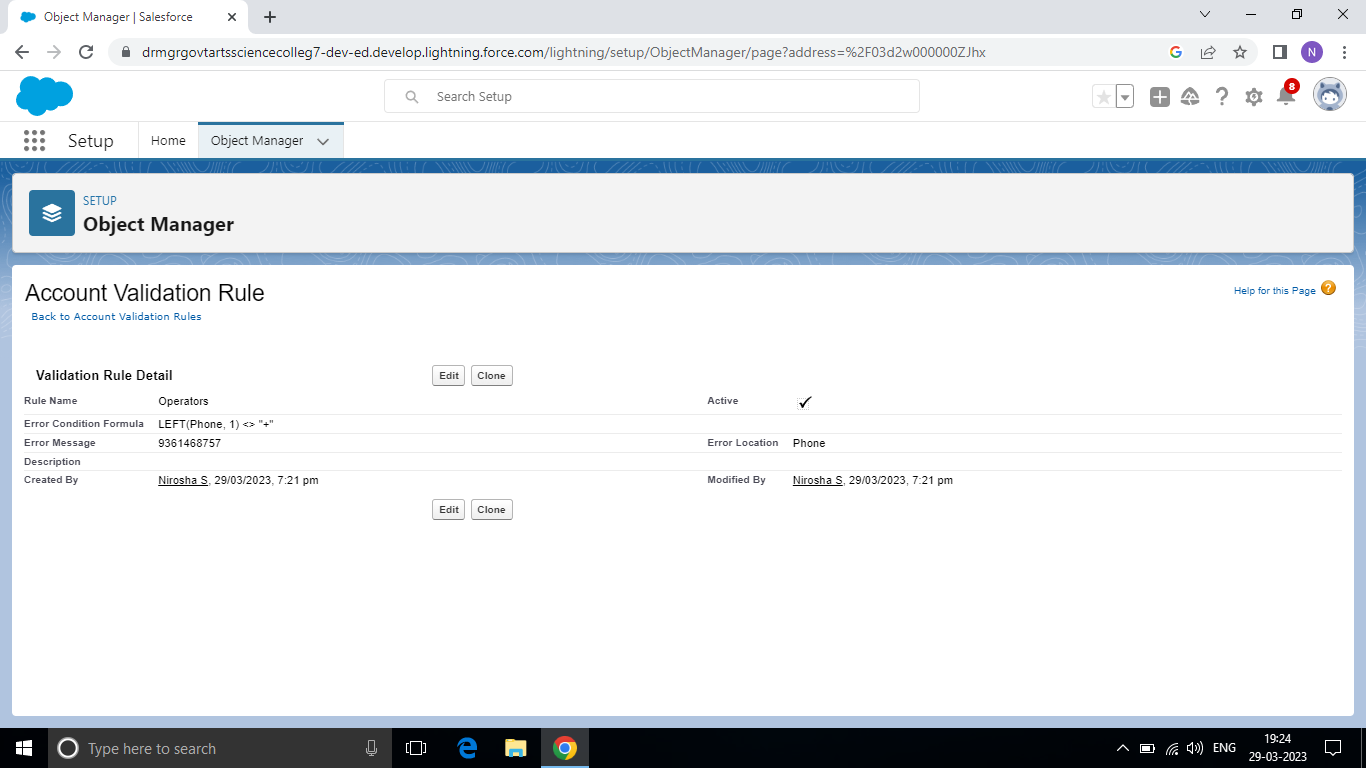 Object Manager | Salesforce
drmgrgovtartssciencecolleg7-dev-ed.develop.lightning.force.com/lightning/setup/ObjectManager/page?address=%2F03d2w000000ZJhx
N
Search Setup
8
Setup
Home
Object Manager
SETUP
Object Manager
Account Validation Rule
Help for this Page ?
Back to Account Validation Rules
Validation Rule Detail
Edit
Clone
Rule Name Operators Active
Error Condition Formula LEFT(Phone, 1) <> "+"
Error Message 9361468757 Error Location Phone
Description
Created By Nirosha S, 29/03/2023, 7:21 pm Modified By Nirosha S, 29/03/2023, 7:21 pm
Edit
Clone
Type here to search
ENG
19:24
29-03-2023